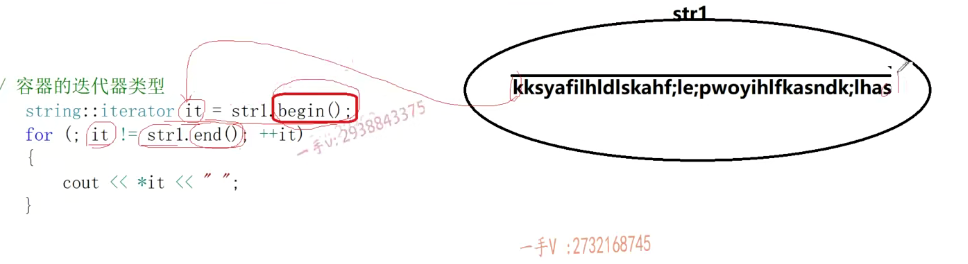 str1
/ 容器的迭代器类型
string::iterator it = str1.begin();
for (; it != str1.end(); ++it)
{
cout << *it << " ";
}
kksyafilhldlskahf;le;pwoyihlfkasndk;lhas
一手v: 2938843375
一手V :2732168745